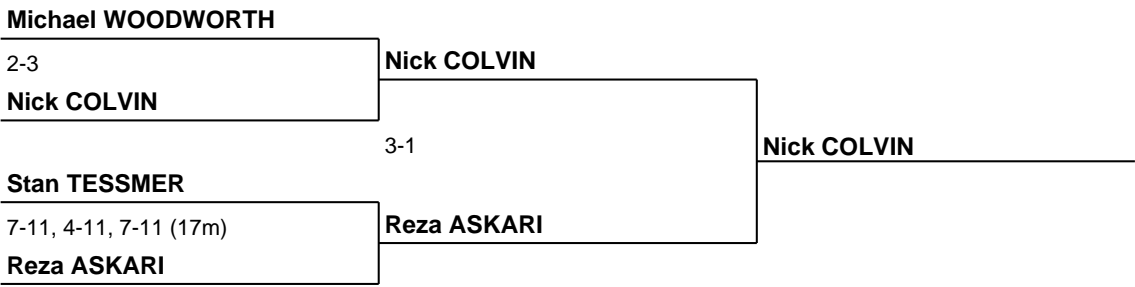 Michael WOODWORTH
2-3
Nick COLVIN
Nick COLVIN
3-1
Nick COLVIN
Stan TESSMER
7-11, 4-11, 7-11 (17m)
Reza ASKARI
Reza ASKARI